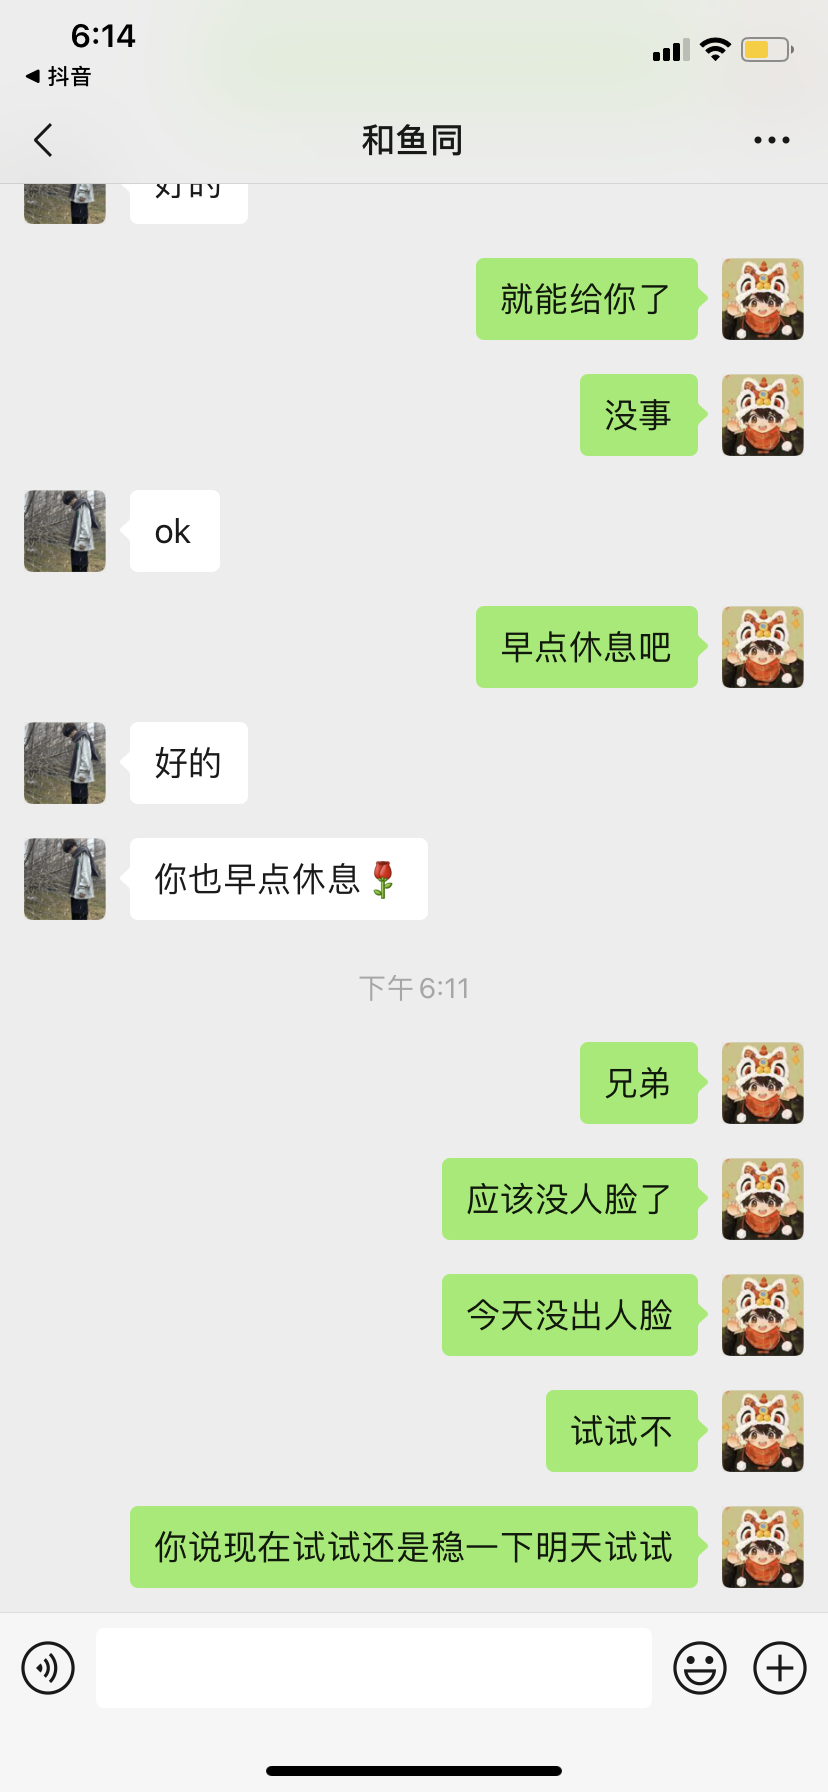 6:14
抖音
和鱼同
好的
就能给你了
没事
ok
早点休息吧
好的
你也早点休息🌹
下午 6:11
兄弟
应该没人脸了
今天没出人脸
试试不
你说现在试试还是稳一下明天试试